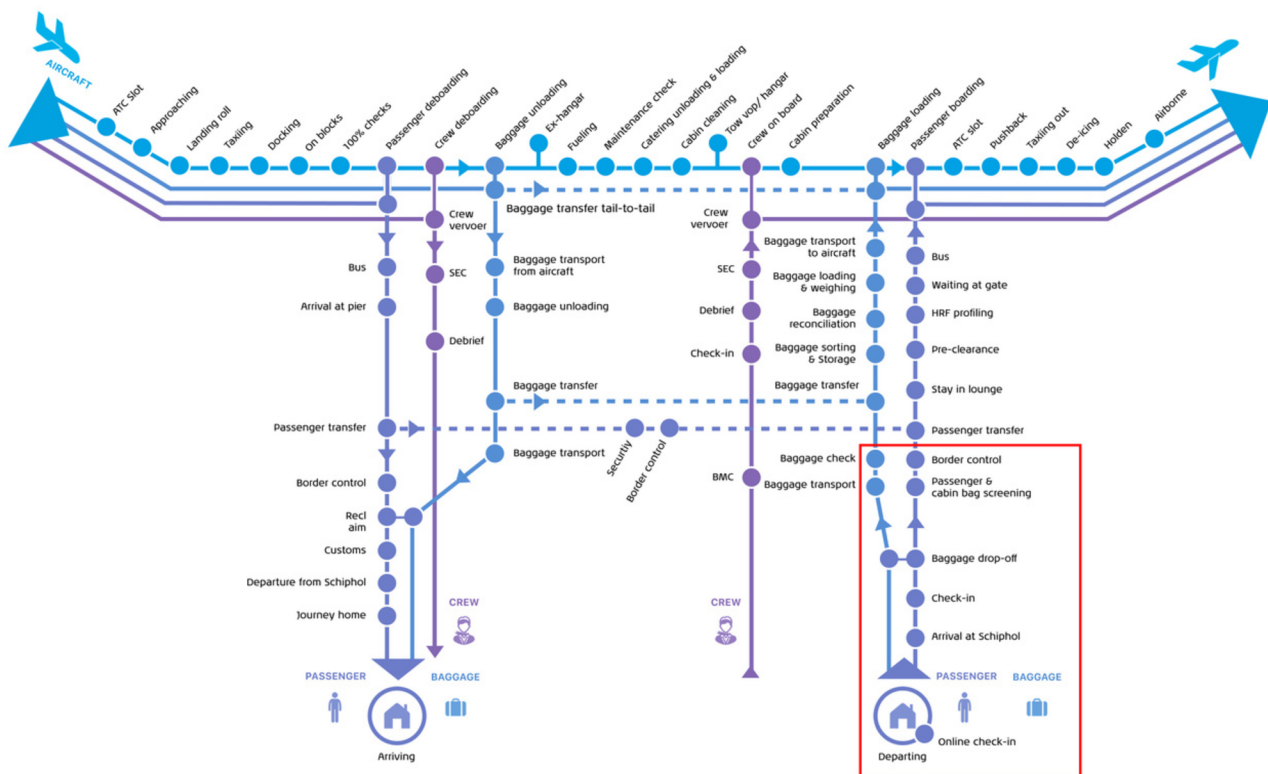 AIRCRAFT
ATC Slot
Approaching
Landing roll
Taxiing
Docking
On blocks
100% checks
Passenger deboarding
Crew deboarding
Baggage unloading
Ex-hangar
Fueling
Maintenance check
Catering unloading & loading
Cabin cleaning
Tow vop/ hangar
Crew on board
Cabin preparation
Baggage loading
Passenger boarding
ATC slot
Pushback
Taxiing out
De-icing
Holden
Airborne
Bus
Arrival at pier
Passenger transfer
Border control
Recl
aim
Customs
Departure from Schiphol
Journey home
PASSENGER
Arriving
Crew
vervoer
SEC
Debrief
CREW
BAGGAGE
Baggage transfer tail-to-tail
Baggage transport
from aircraft
Baggage unloading
Baggage transfer
Baggage transport
Securtiy
Border control
Crew
vervoer
SEC
Debrief
Check-in
BMC
CREW
Baggage transport
to aircraft
Baggage loading
& weighing
Baggage
reconciliation
Baggage sorting
& Storage
Baggage transfer
Baggage check
Baggage transport
Bus
Waiting at gate
HRF profiling
Pre-clearance
Stay in lounge
Passenger transfer
Border control
Passenger &
cabin bag screening
Baggage drop-off
Check-in
Arrival at Schiphol
PASSENGER
BAGGAGE
Online check-in
Departing